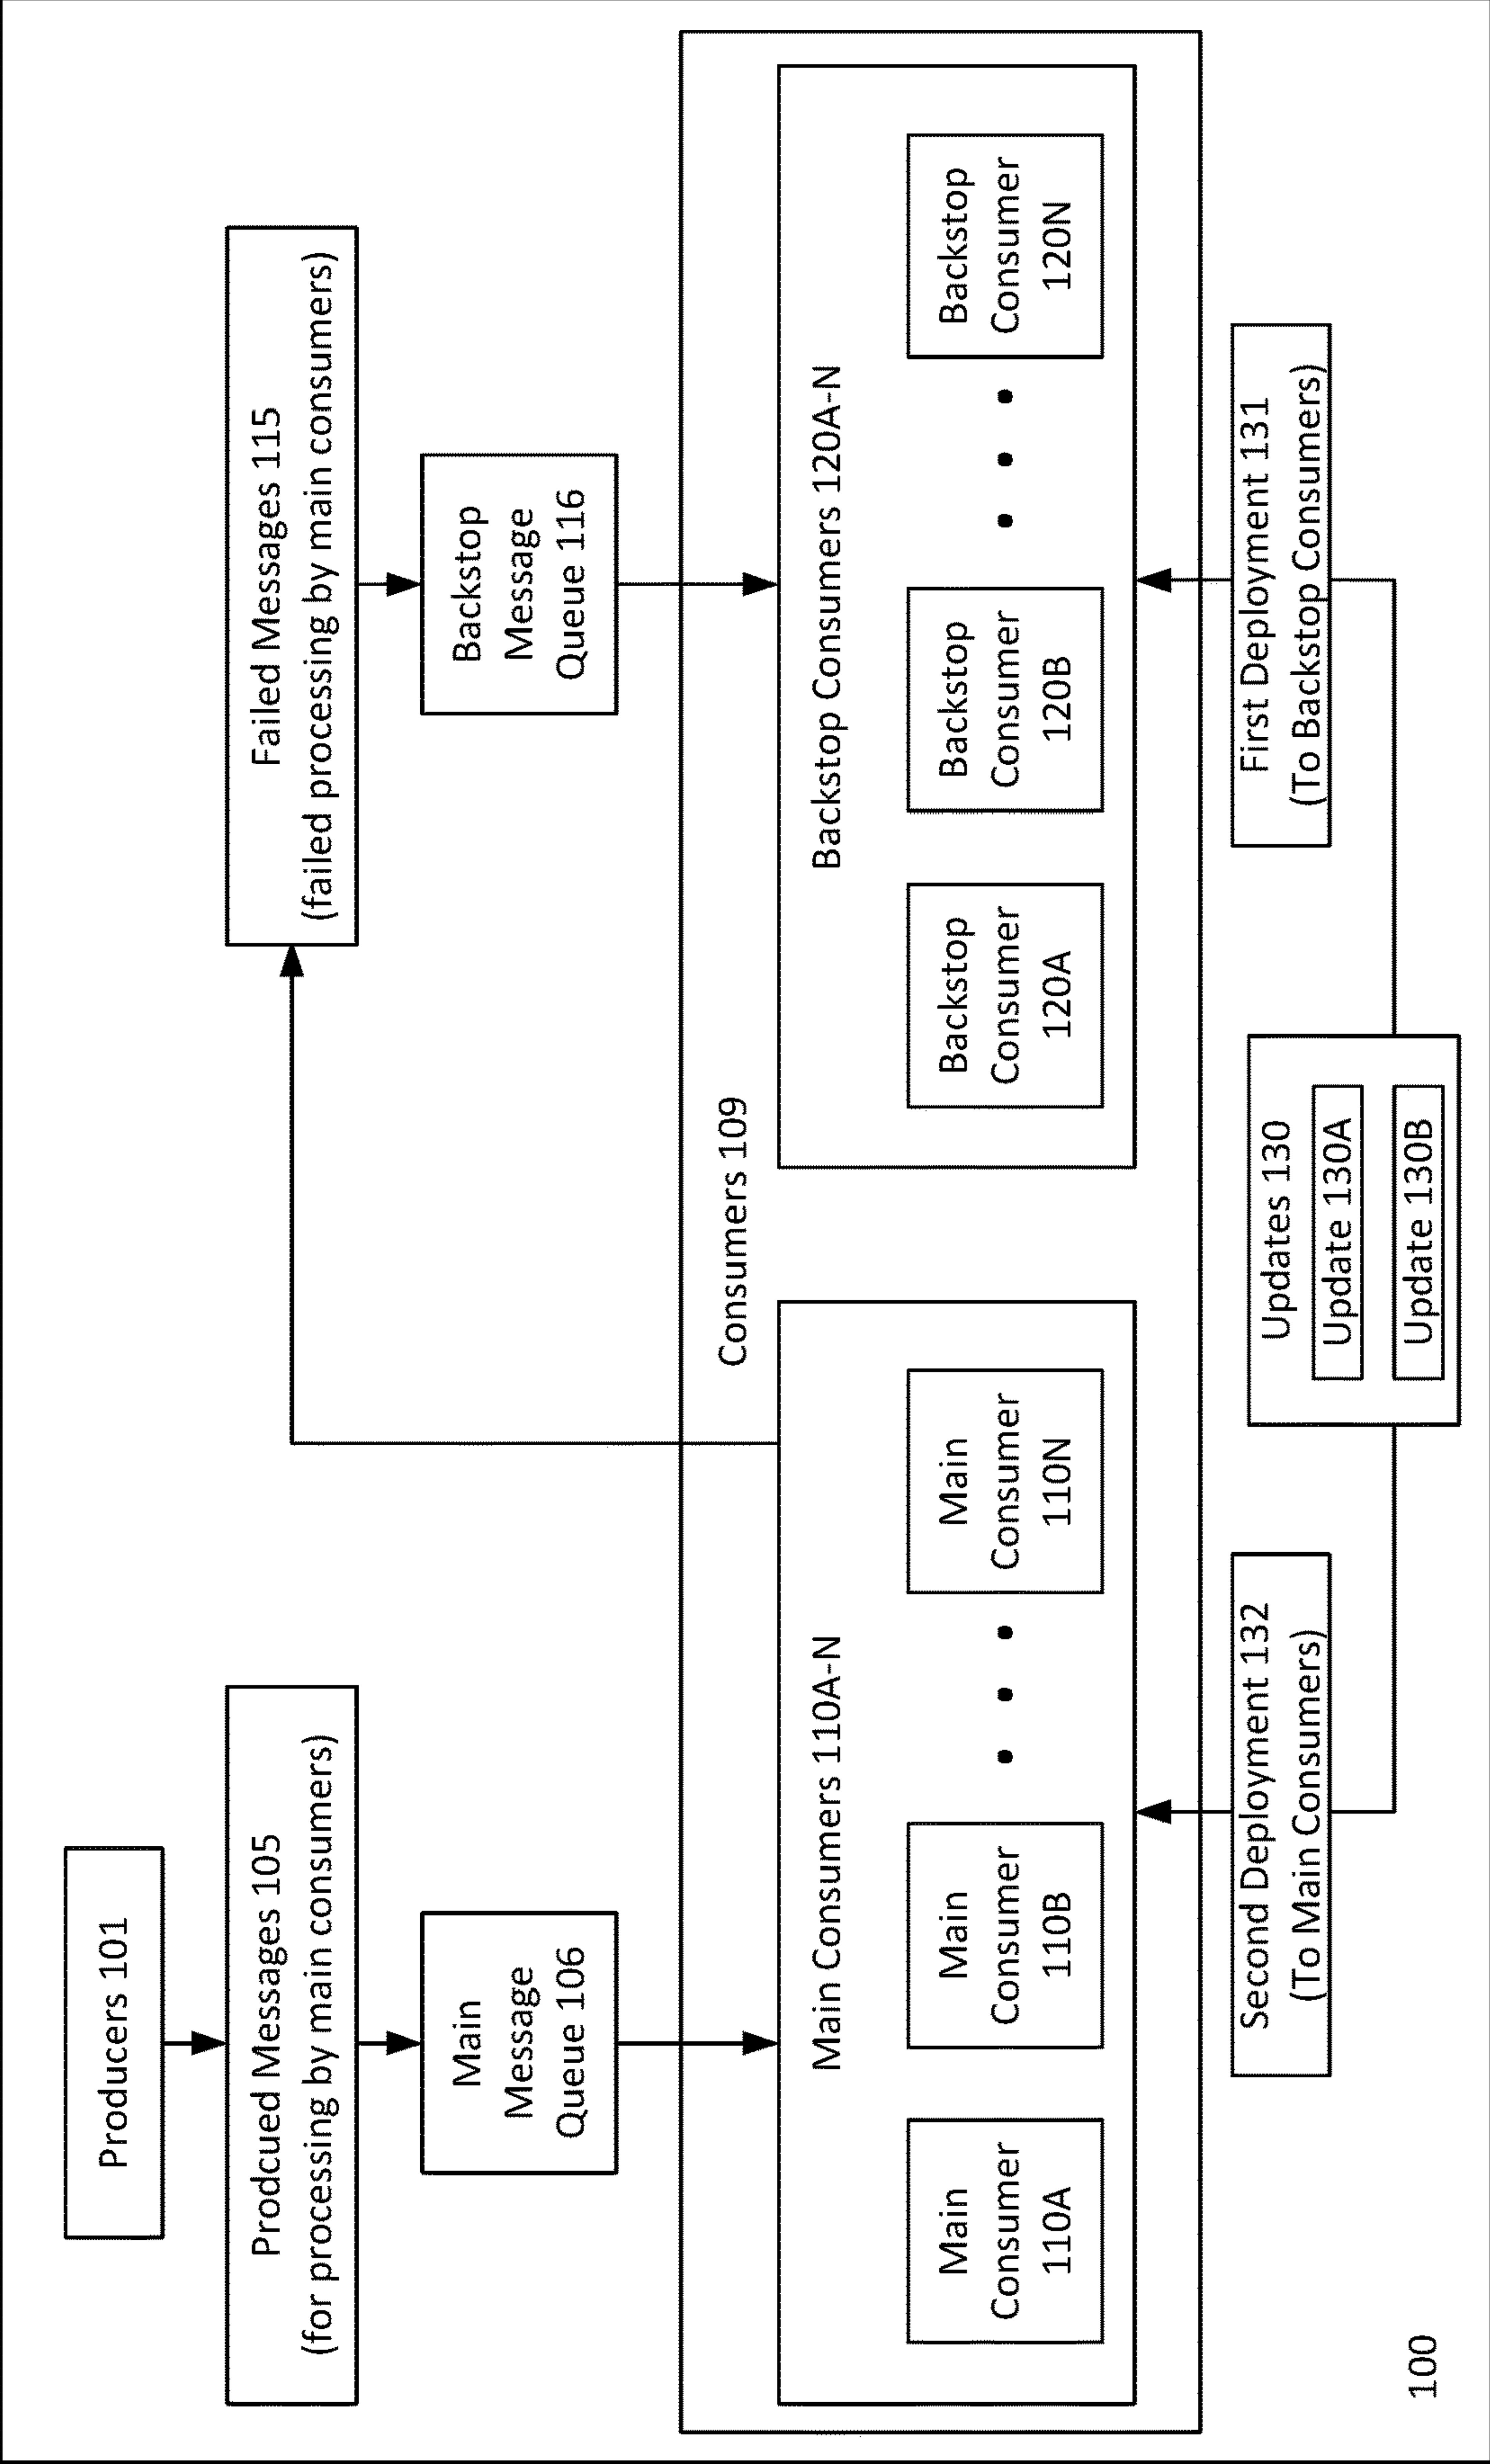 Producers 101
Prodcued Messages 105
(for processing by main consumers)
Failed Messages 115
(failed processing by main consumers)
Main
Message
Queue 106
Backstop
Message
Queue 116
Consumers 109
Main Consumers 110A-N
Main
Consumer
110A
Main
Consumer
110B
Main
Consumer
110N
Backstop Consumers 120A-N
Backstop
Consumer
120A
Backstop
Consumer
120B
Backstop
Consumer
120N
Second Deployment 132
(To Main Consumers)
First Deployment 131
(To Backstop Consumers)
Updates 130
Update 130A
Update 130B
100